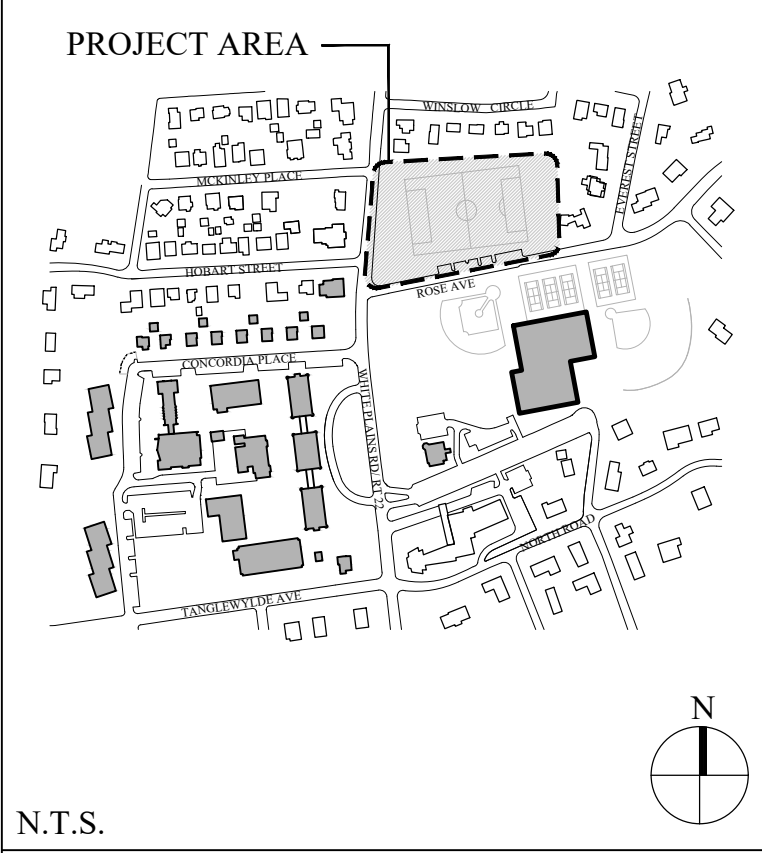 PROJECT AREA
WINSLOW CIRCLE
EVEREST STREET
MCKINLEY PLACE
HOBART STREET
ROSE AVE
CONCORDIA PLACE
WHITE PLAINS RD/ RT 22
NORTH ROAD
TANGLEWYLDE AVE
N
N.T.S.